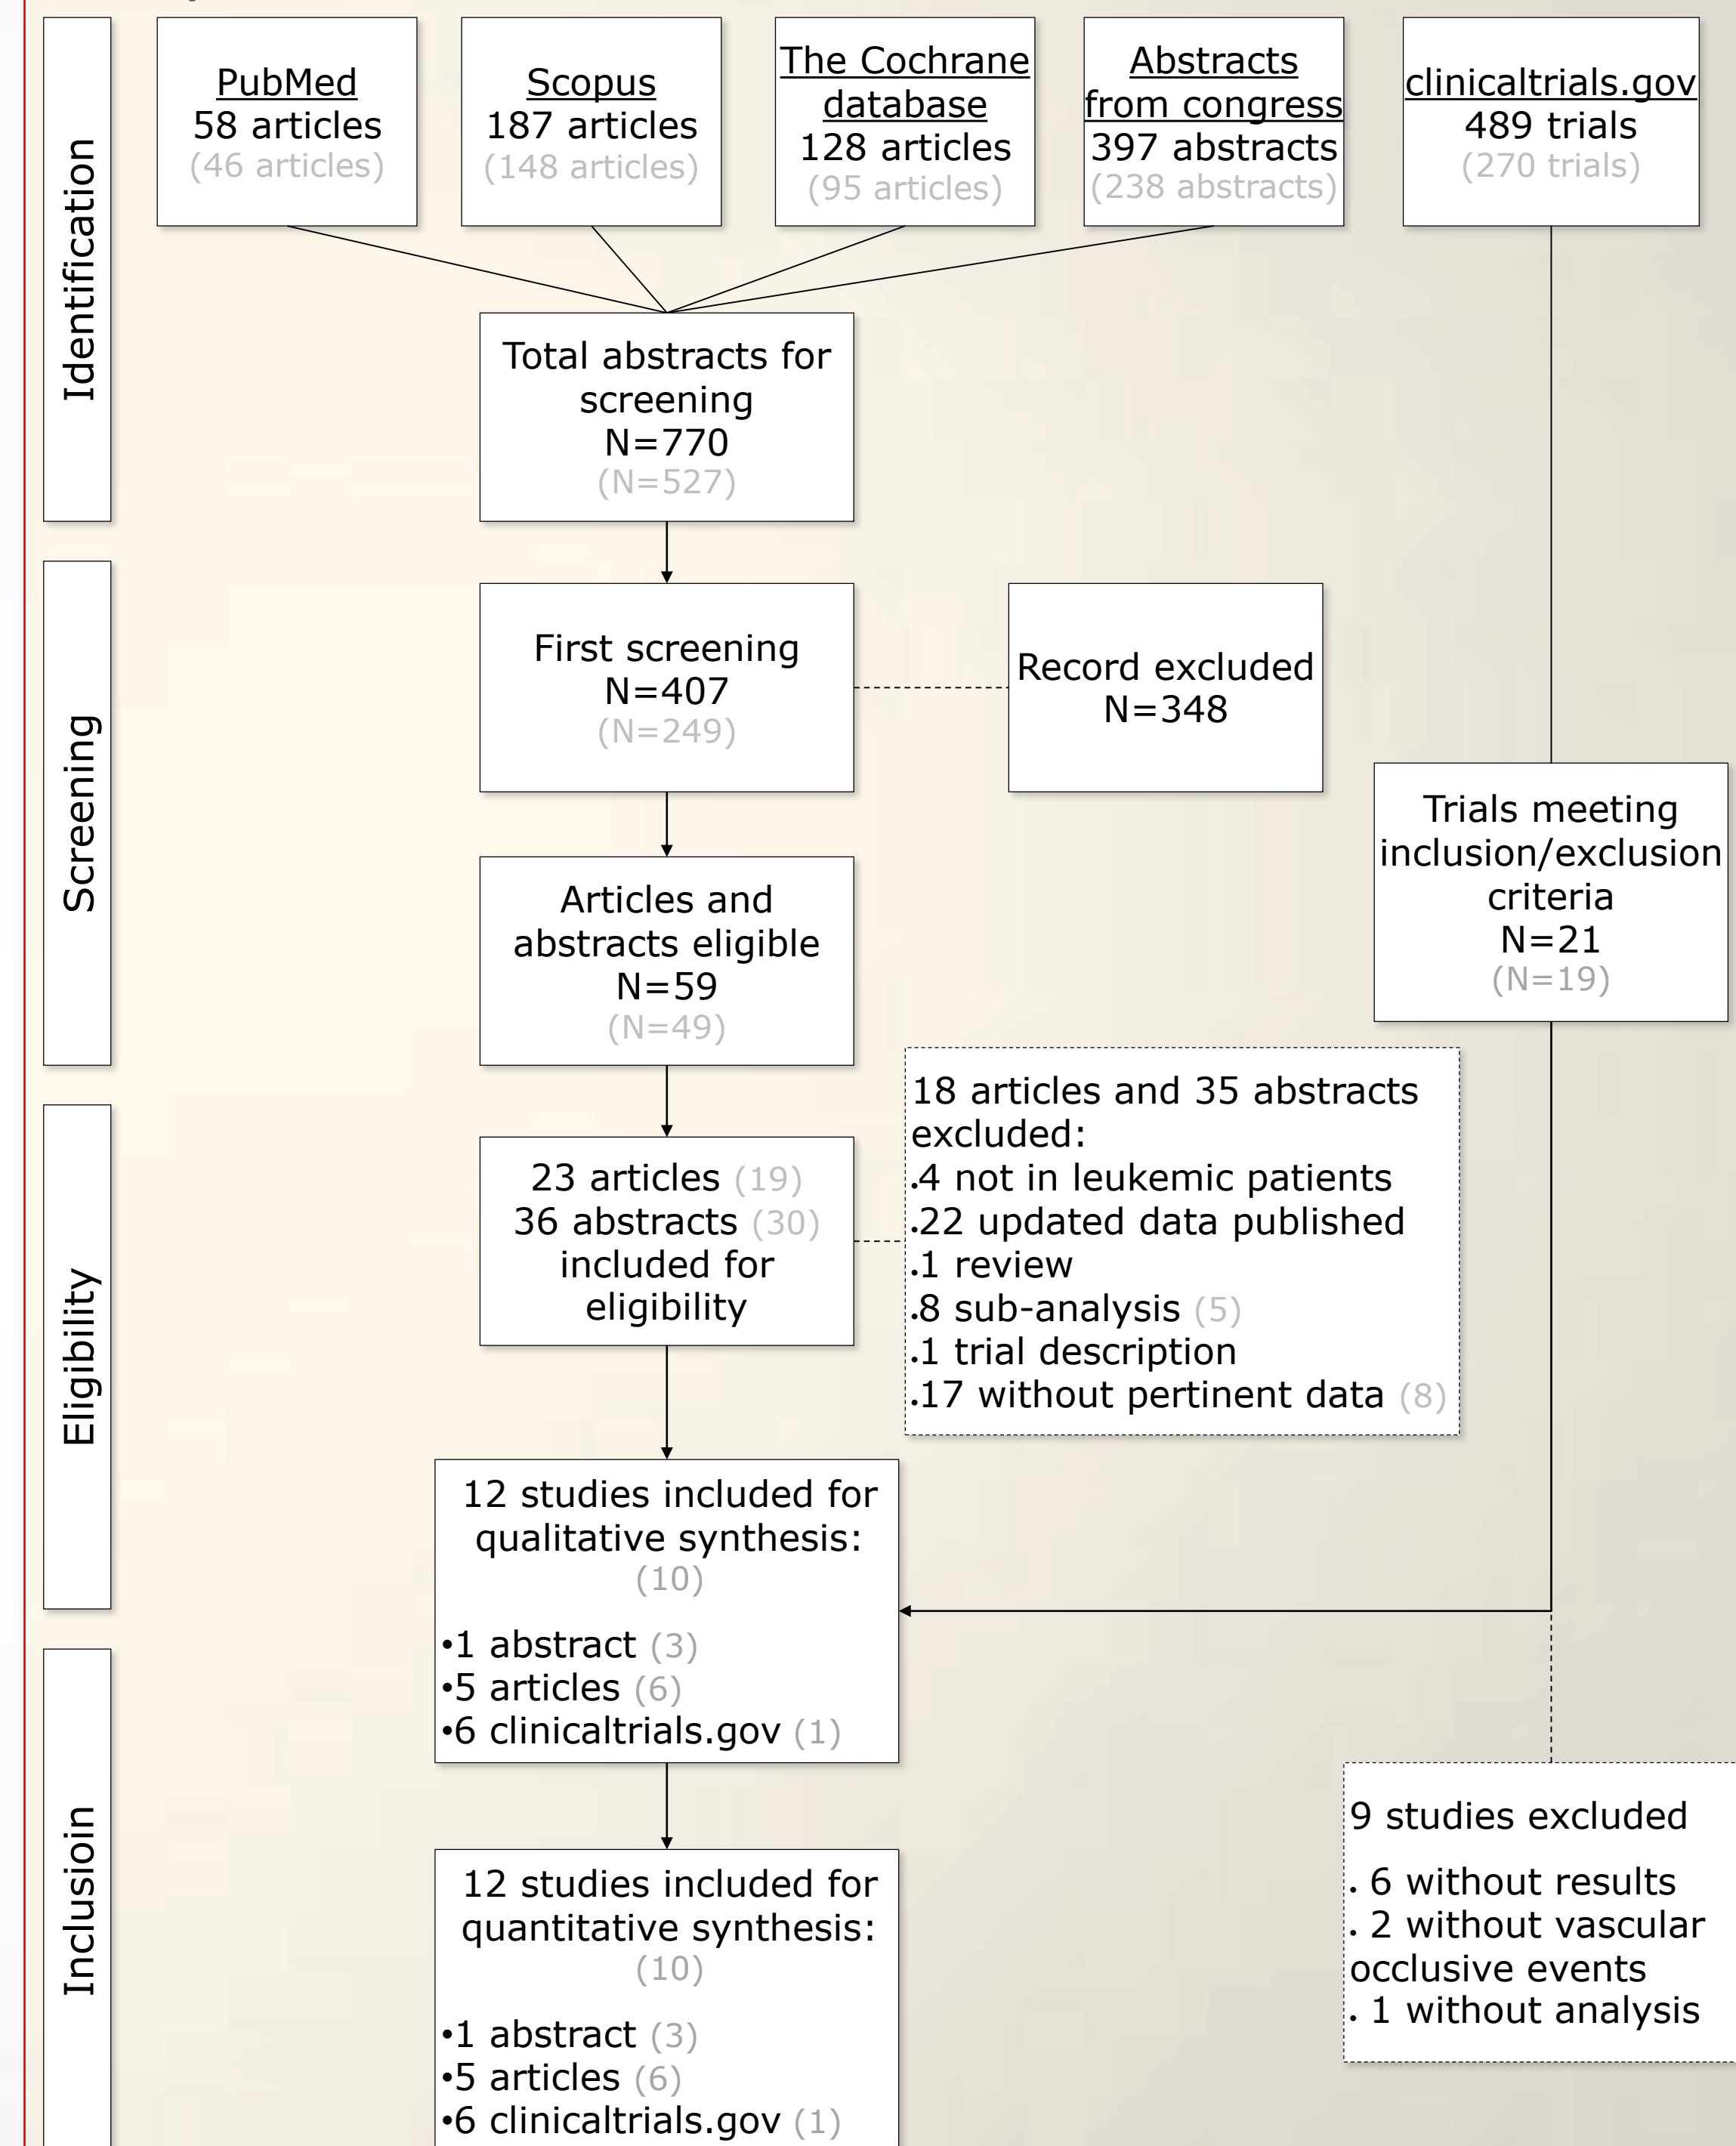 Identification
PubMed
58 articles
(46 articles)
Scopus
187 articles
(148 articles)
The Cochrane
database
128 articles
(95 articles)
Abstracts
from congress
397 abstracts
(238 abstracts)
clinicaltrials.gov
489 trials
(270 trials)
Total abstracts for
screening
N=770
(N=527)
Screening
First screening
N=407
(N=249)
Record excluded
N=348
Trials meeting
inclusion/exclusion
criteria
N=21
(N=19)
Articles and
abstracts eligible
N=59
(N=49)
Eligibility
23 articles (19)
36 abstracts (30)
included for
eligibility
18 articles and 35 abstracts
excluded:
.4 not in leukemic patients
.22 updated data published
.1 review
.8 sub-analysis (5)
.1 trial description
.17 without pertinent data (8)
12 studies included for
qualitative synthesis:
(10)
•1 abstract (3)
•5 articles (6)
•6 clinicaltrials.gov (1)
Inclusioin
9 studies excluded
. 6 without results
. 2 without vascular
occlusive events
. 1 without analysis
12 studies included for
quantitative synthesis:
(10)
•1 abstract (3)
•5 articles (6)
•6 clinicaltrials.gov (1)